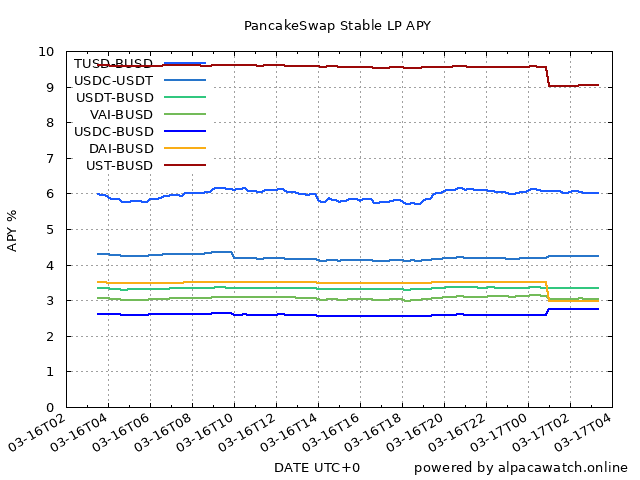 PancakeSwap Stable LP APY
10
9
8
7
6
5
4
3
2
1
0
APY %
TUSD-BUSD
USDC-USDT
USDT-BUSD
VAI-BUSD
USDC-BUSD
DAI-BUSD
UST-BUSD
03-16T02
03-16T04
03-16T06
03-16T08
03-16T10
03-16T12
03-16T14
03-16T16
03-16T18
03-16T20
03-16T22
03-17T00
03-17T02
03-17T04
DATE UTC+0
powered by alpacawatch.online